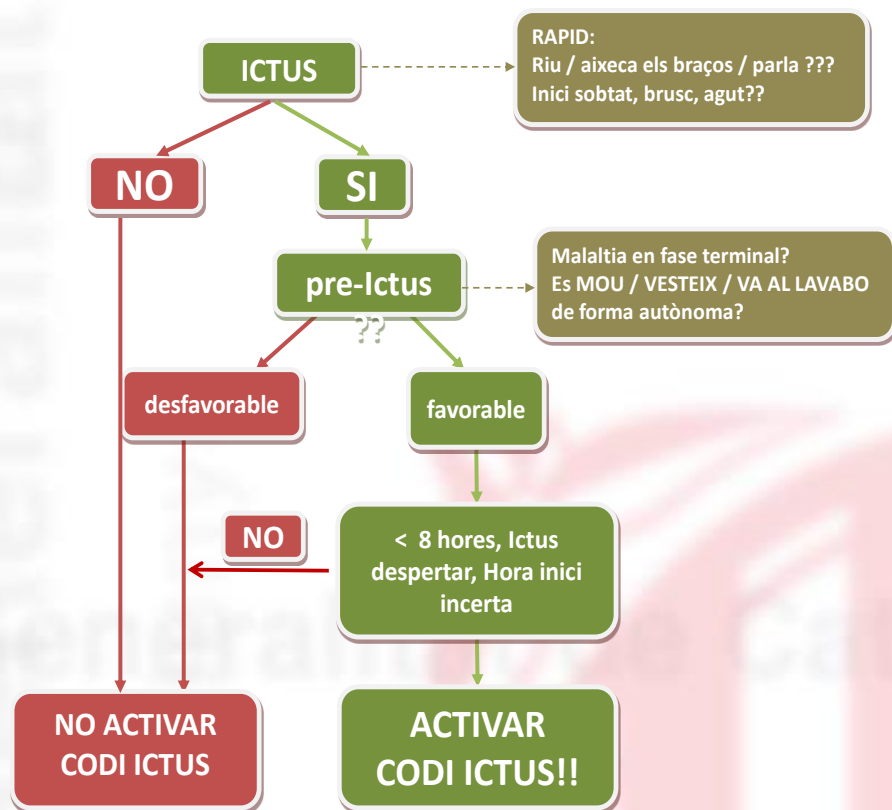 ICTUS
RAPID:
Riu / aixeca els braços / parla ???
Inici sobtat, brusc, agut??
NO
SI
pre-Ictus
??
Malaltia en fase terminal?
Es MOU / VESTEIX / VA AL LAVABO
de forma autònoma?
desfavorable
favorable
NO
< 8 hores, Ictus
despertar, Hora inici
incerta
NO ACTIVAR
CODI ICTUS
ACTIVAR
CODI ICTUS!!